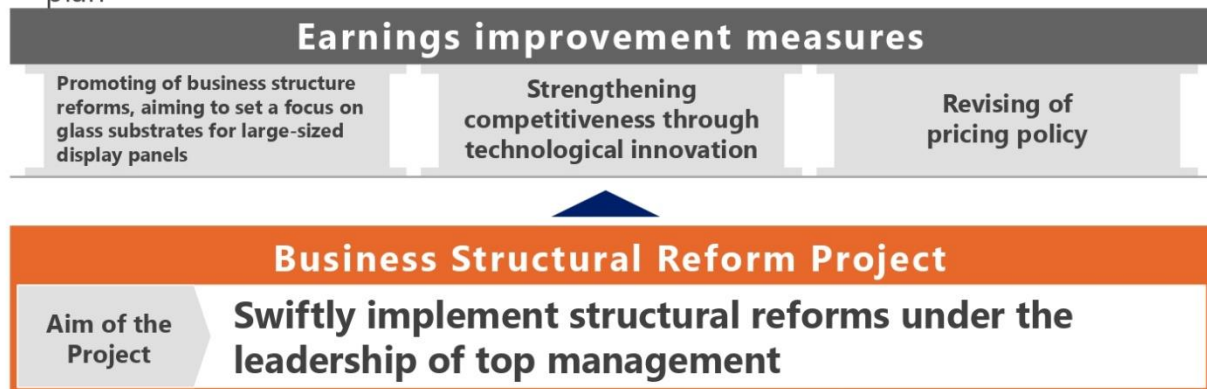 plan
Earnings improvement measures
Promoting of business structure
reforms, aiming to set a focus on
glass substrates for large-sized
display panels
Strengthening
competitiveness through
technological innovation
Revising of
pricing policy
Business Structural Reform Project
Aim of the
Project
Swiftly implement structural reforms under the
leadership of top management